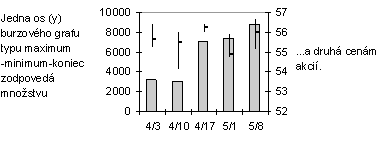 Jedna os (y)
burzového grafu
typu maximum
-minimum-koniec
zodpovedá
množstvu
10000
8000
6000
4000
2000
0
57
56
55
54
53
52
4/3 4/10 4/17 5/1 5/8
...a druhá cenám
akcií.